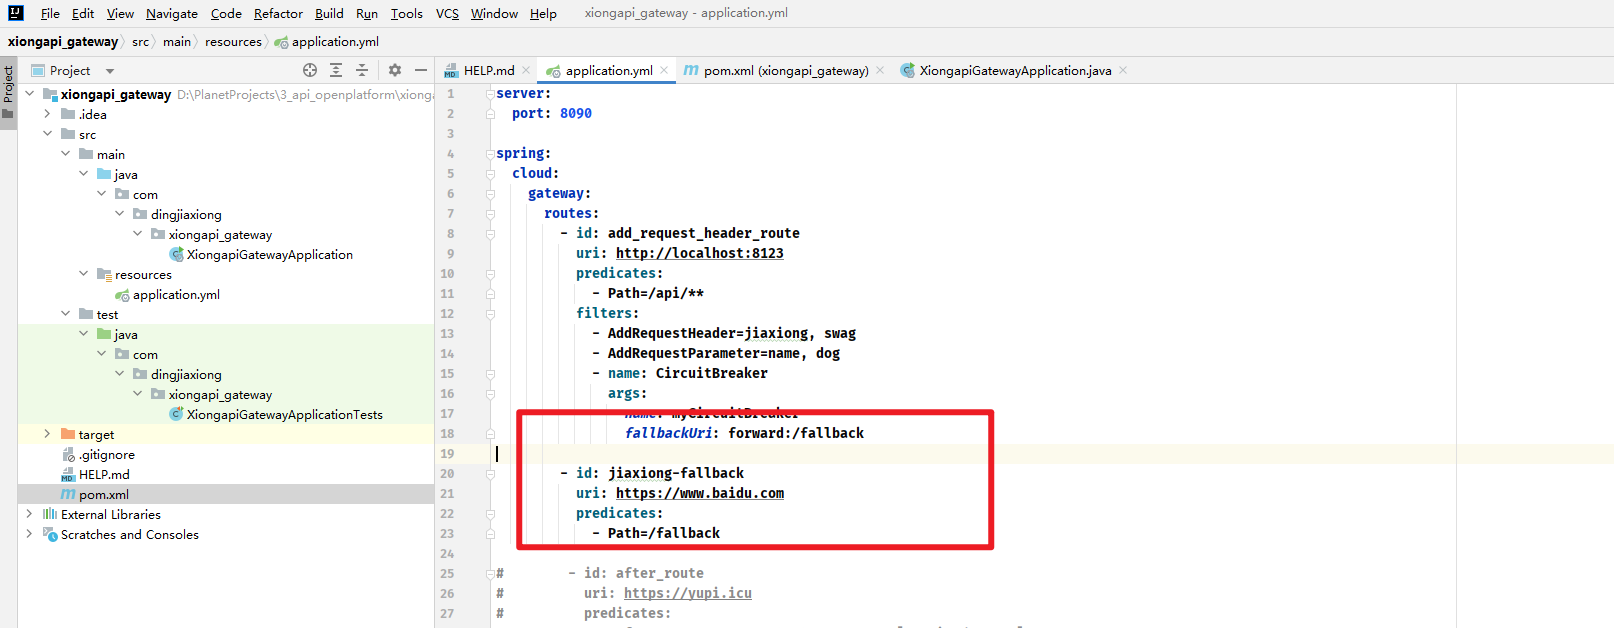 File Edit View Navigate Code Refactor Build Run Tools VCS Window Help xiongapi_gateway - application.yml
xiongapi_gateway src main resources application.yml
Project
Project
HELP.md application.yml pom.xml (xiongapi_gateway) XiongapiGatewayApplication.java
xiongapi_gateway D:\PlanetProjects\3_api_openplatform\xionga
.idea
src
main
java
com
dingjiaxiong
xiongapi_gateway
XiongapiGatewayApplication
resources
application.yml
test
java
com
dingjiaxiong
xiongapi_gateway
XiongapiGatewayApplicationTests
target
.gitignore
HELP.md
pom.xml
External Libraries
Scratches and Consoles
1 server:
2 port: 8090
3
4 spring:
5 cloud:
6 gateway:
7 routes:
8 - id: add_request_header_route
9 uri: http://localhost:8123
10 predicates:
11 - Path=/api/**
12 filters:
13 - AddRequestHeader=jiaxiong, swag
14 - AddRequestParameter=name, dog
15 - name: CircuitBreaker
16 args:
17 name: myCircuitBreaker
18 fallbackUri: forward:/fallback
19
20 - id: jiaxiong-fallback
21 uri: https://www.baidu.com
22 predicates:
23 - Path=/fallback
24
25 # - id: after_route
26 # uri: https://yupi.icu
27 # predicates: